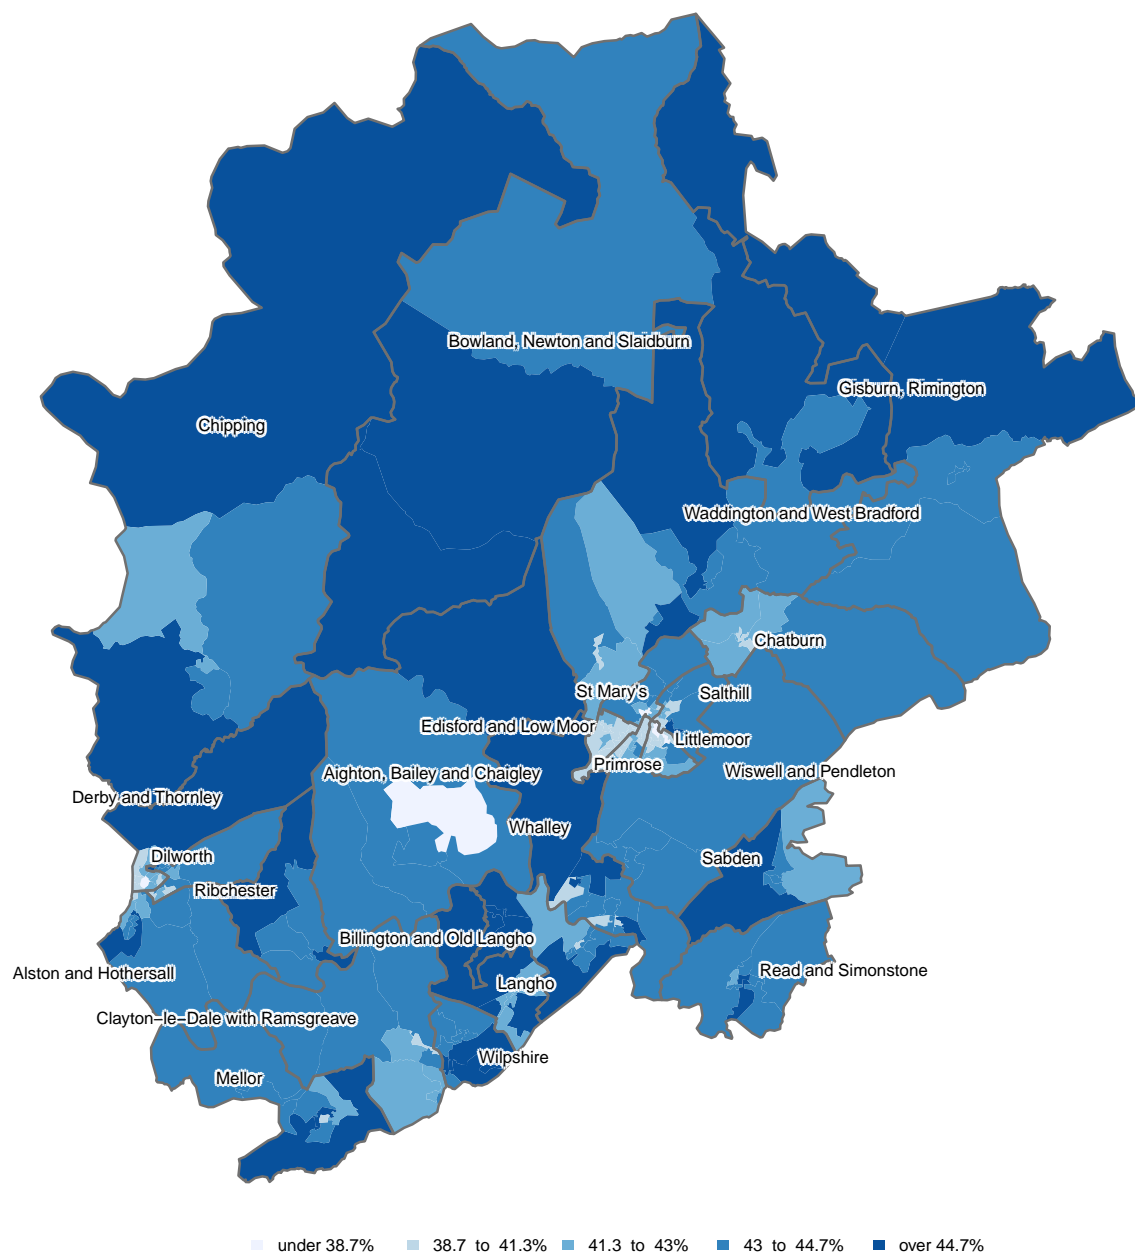 Bowland, Newton and Slaidburn
Gisburn, Rimington
Chipping
Waddington and West Bradford
Chatburn
St Mary's
Salthill
Edisford and Low Moor
Littlemoor
Primrose
Wiswell and Pendleton
Aighton, Bailey and Chaigley
Derby and Thornley
Whalley
Dilworth
Sabden
Ribchester
Billington and Old Langho
Read and Simonstone
Alston and Hothersall
Langho
Clayton−le−Dale with Ramsgreave
Wilpshire
Mellor
under 38.7% 38.7 to 41.3% 41.3 to 43% 43 to 44.7% over 44.7%